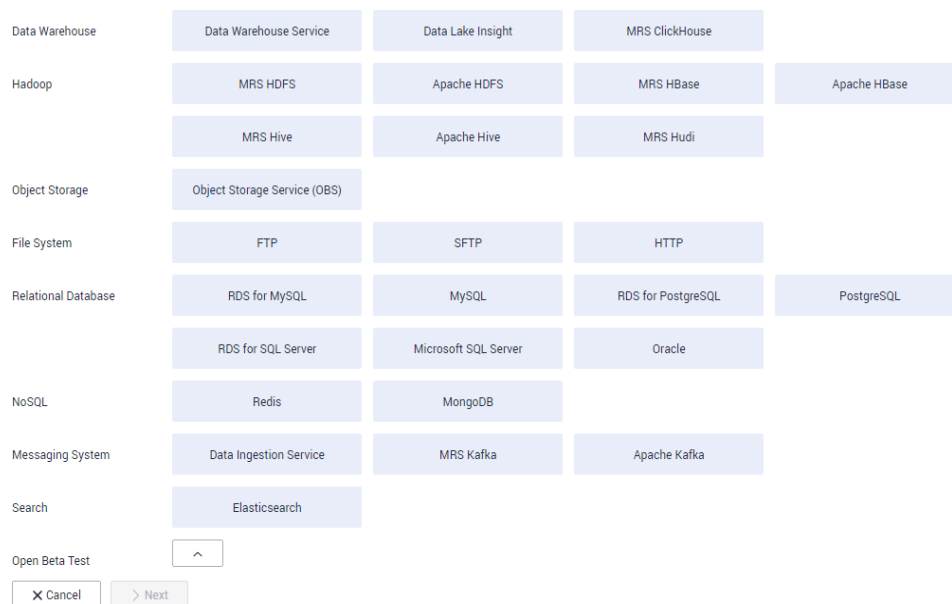 Data Warehouse Data Warehouse Service Data Lake Insight MRS ClickHouse
Hadoop MRS HDFS Apache HDFS MRS HBase Apache HBase
MRS Hive Apache Hive MRS Hudi
Object Storage Object Storage Service (OBS)
File System FTP SFTP HTTP
Relational Database RDS for MySQL MySQL RDS for PostgreSQL PostgreSQL
RDS for SQL Server Microsoft SQL Server Oracle
NoSQL Redis MongoDB
Messaging System Data Ingestion Service MRS Kafka Apache Kafka
Search Elasticsearch
Open Beta Test
Cancel Next